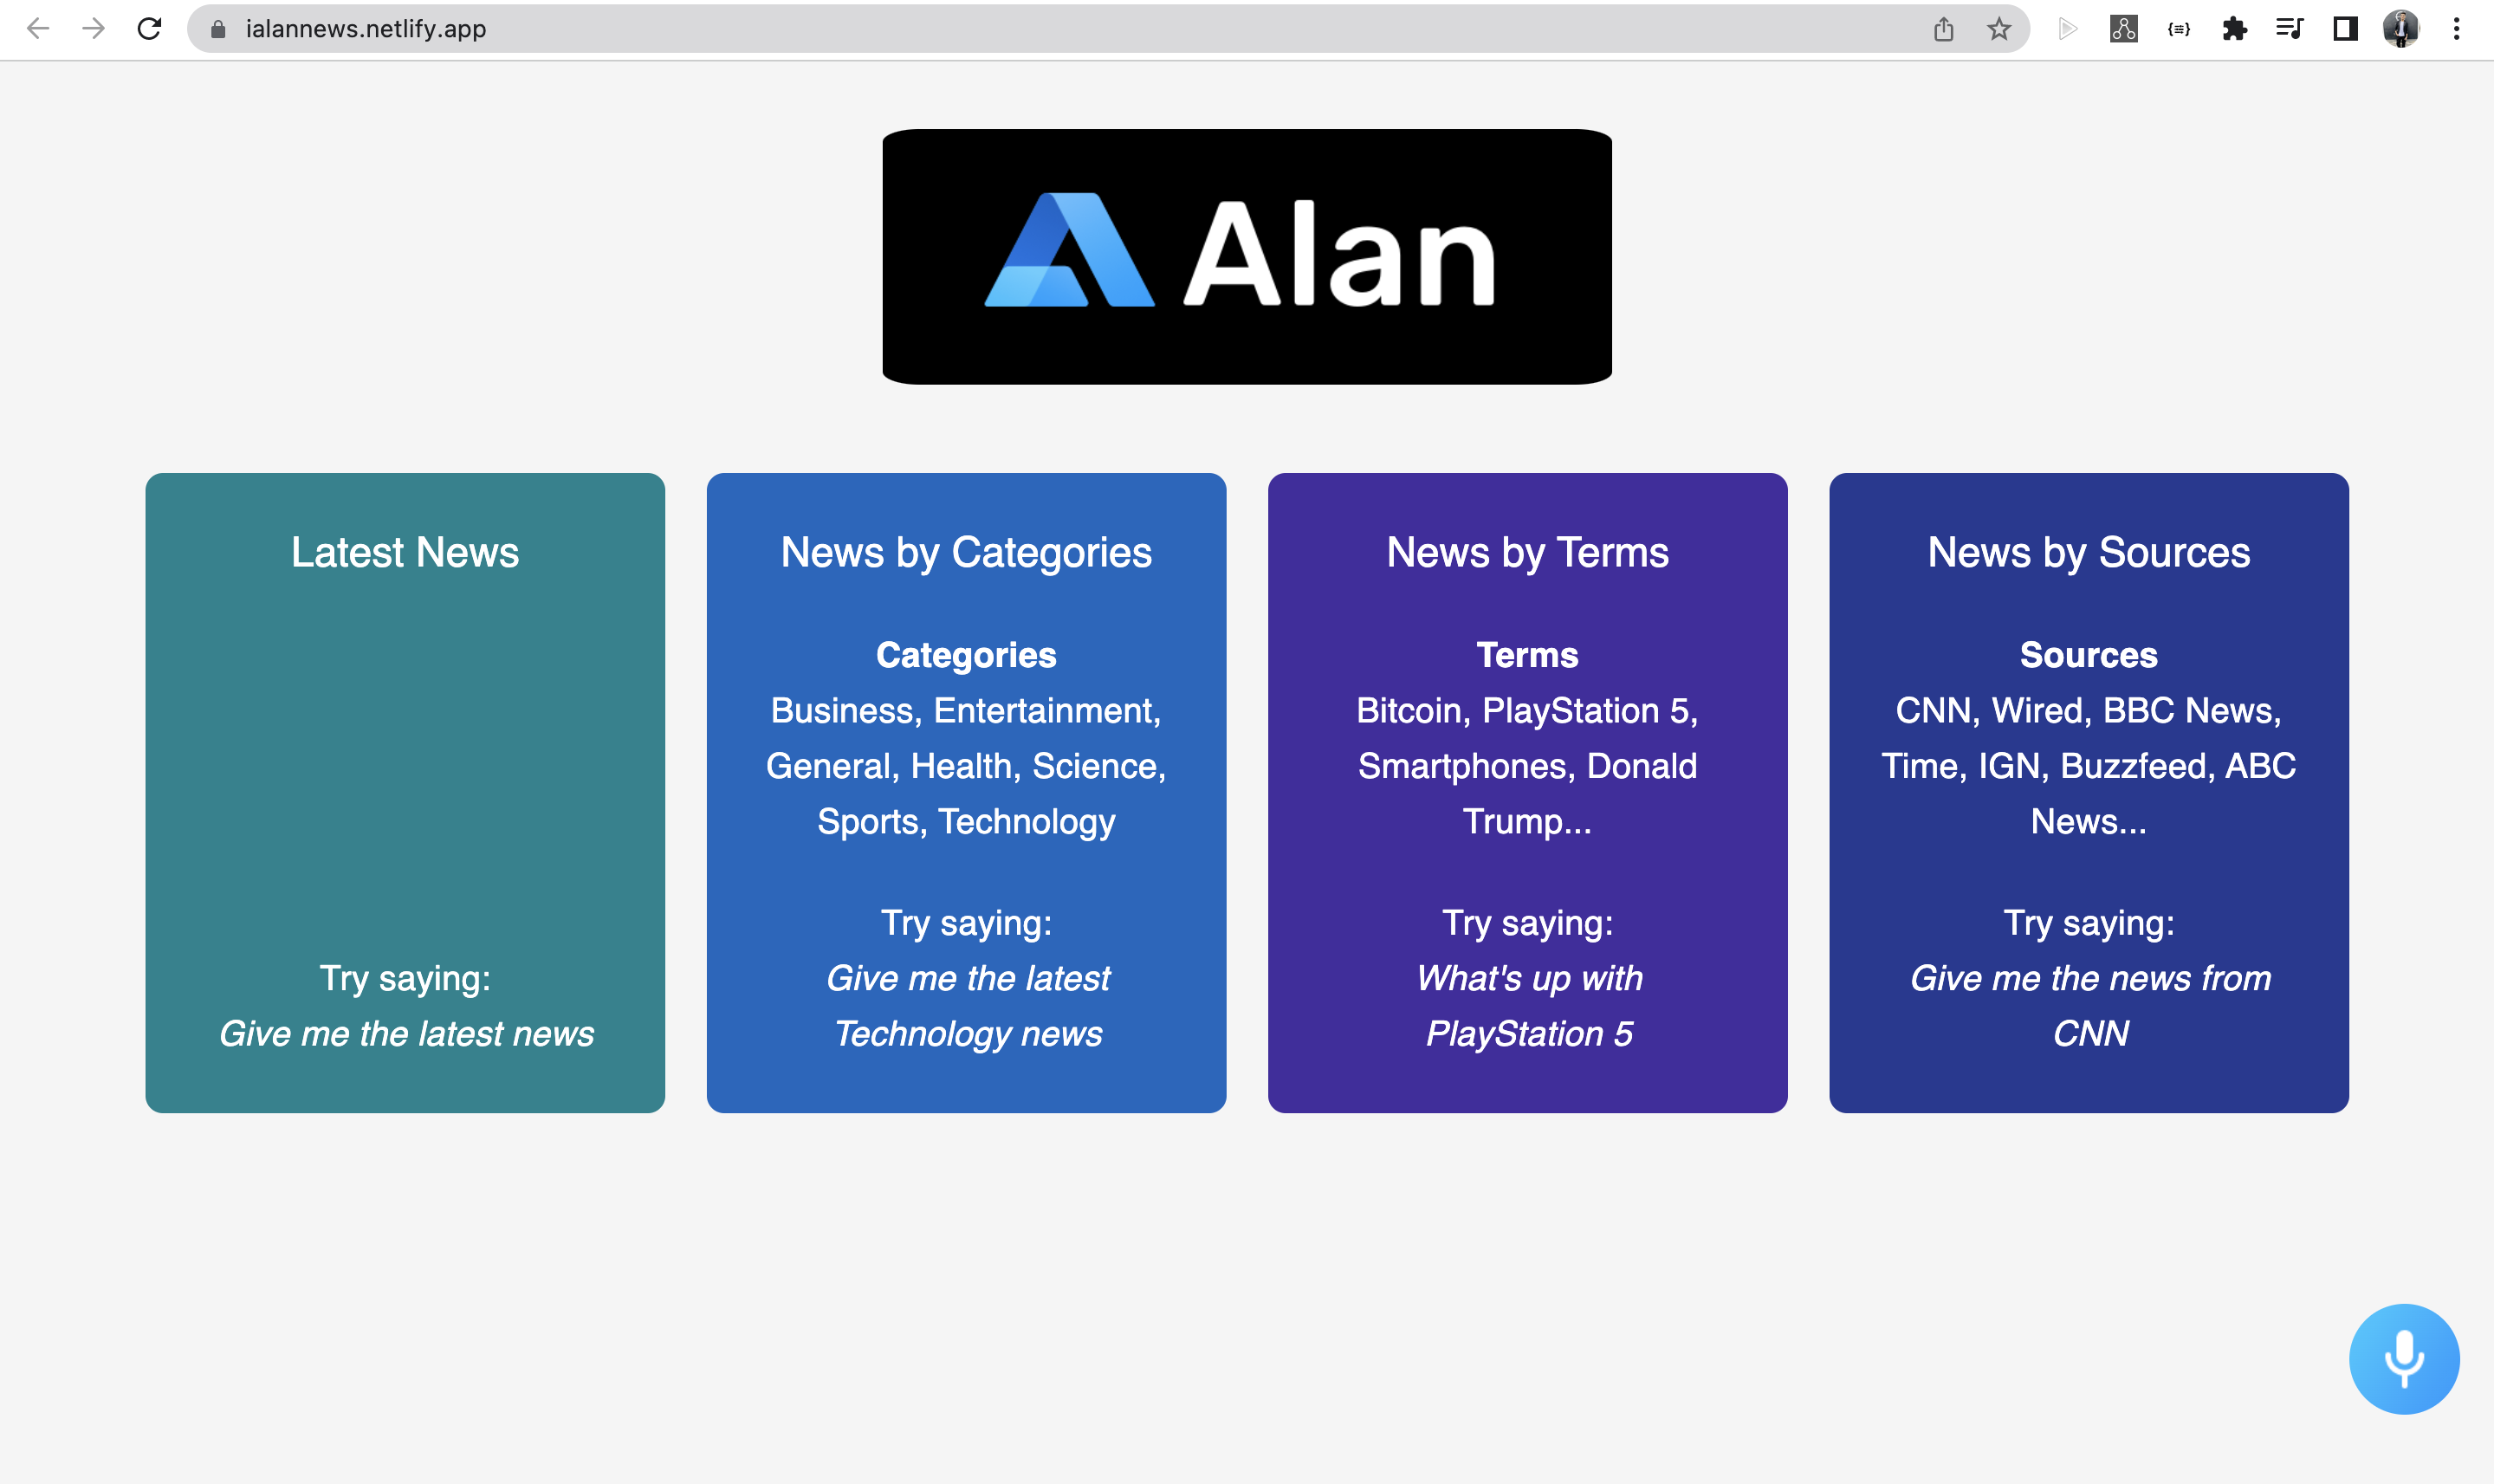 ialannews.netlify.app
Alan
Latest News
Try saying:
Give me the latest news
News by Categories
Categories
Business, Entertainment,
General, Health, Science,
Sports, Technology
Try saying:
Give me the latest
Technology news
News by Terms
Terms
Bitcoin, PlayStation 5,
Smartphones, Donald
Trump...
Try saying:
What's up with
PlayStation 5
News by Sources
Sources
CNN, Wired, BBC News,
Time, IGN, Buzzfeed, ABC
News...
Try saying:
Give me the news from
CNN